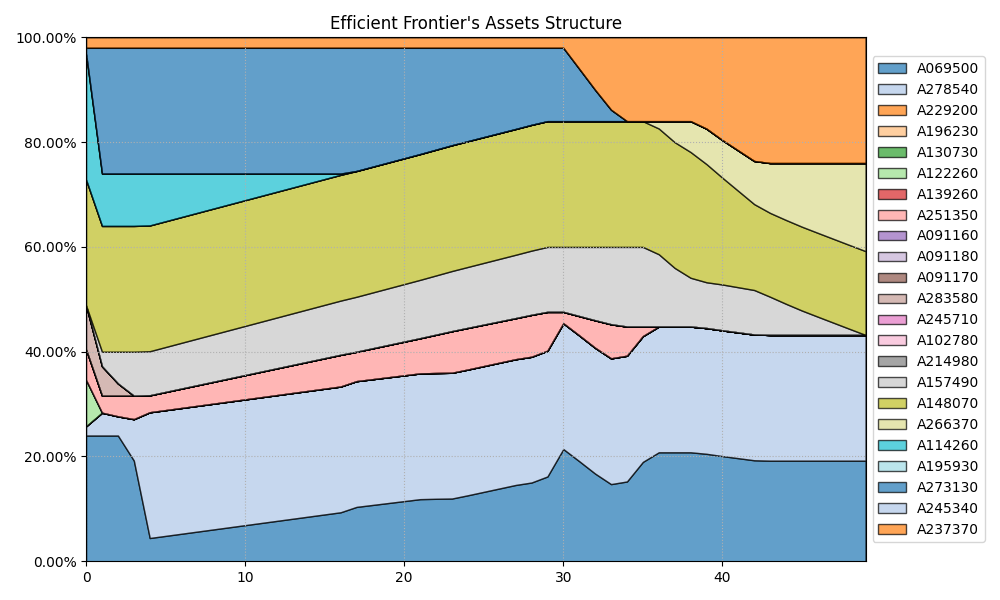 Efficient Frontier's Assets Structure
100.00%
80.00%
60.00%
40.00%
20.00%
0.00%
0
10
20
30
40
A069500
A278540
A229200
A196230
A130730
A122260
A139260
A251350
A091160
A091180
A091170
A283580
A245710
A102780
A214980
A157490
A148070
A266370
A114260
A195930
A273130
A245340
A237370